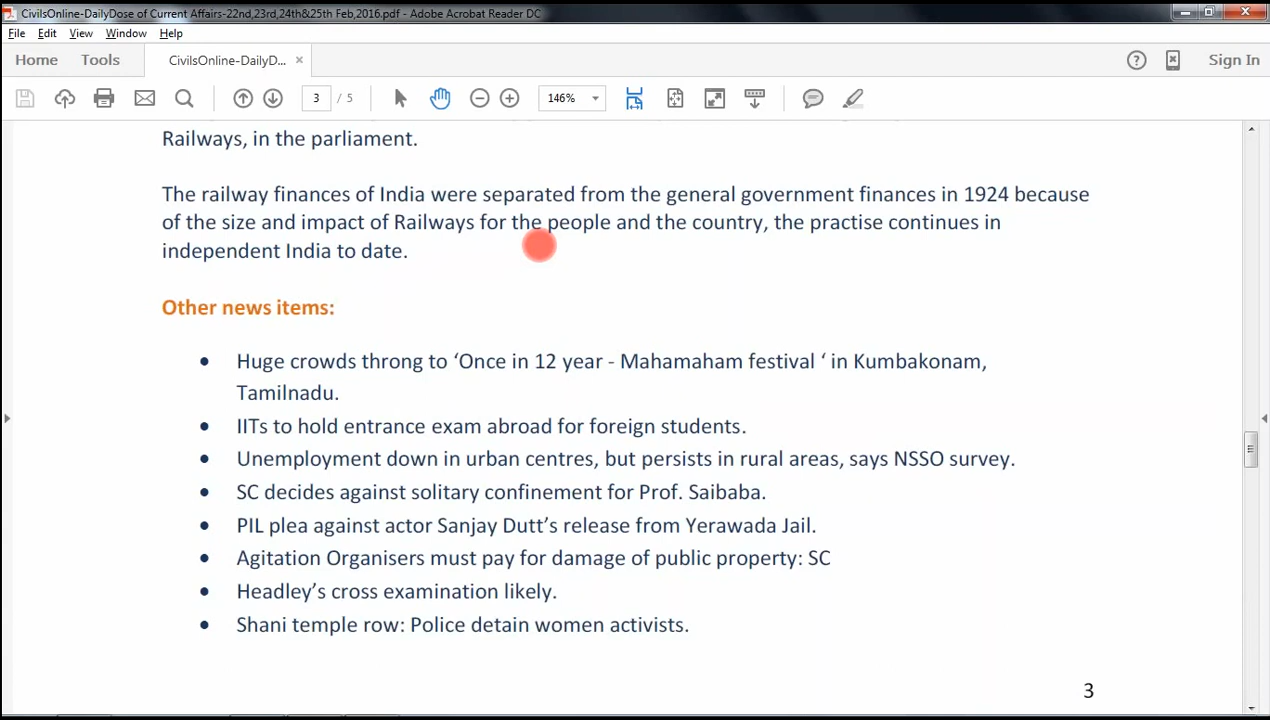 CivilsOnline-DailyDose of Current Affairs-22nd,23rd,24th&25th Feb,2016.pdf - Adobe Acrobat Reader DC
File Edit View Window Help
Home Tools CivilsOnline-DailyD... × Sign In
3 / 5 146%
Railways, in the parliament.
The railway finances of India were separated from the general government finances in 1924 because
of the size and impact of Railways for the people and the country, the practise continues in
independent India to date.
Other news items:
• Huge crowds throng to ‘Once in 12 year - Mahamaham festival ‘ in Kumbakonam,
Tamilnadu.
• IITs to hold entrance exam abroad for foreign students.
• Unemployment down in urban centres, but persists in rural areas, says NSSO survey.
• SC decides against solitary confinement for Prof. Saibaba.
• PIL plea against actor Sanjay Dutt’s release from Yerawada Jail.
• Agitation Organisers must pay for damage of public property: SC
• Headley’s cross examination likely.
• Shani temple row: Police detain women activists.
3